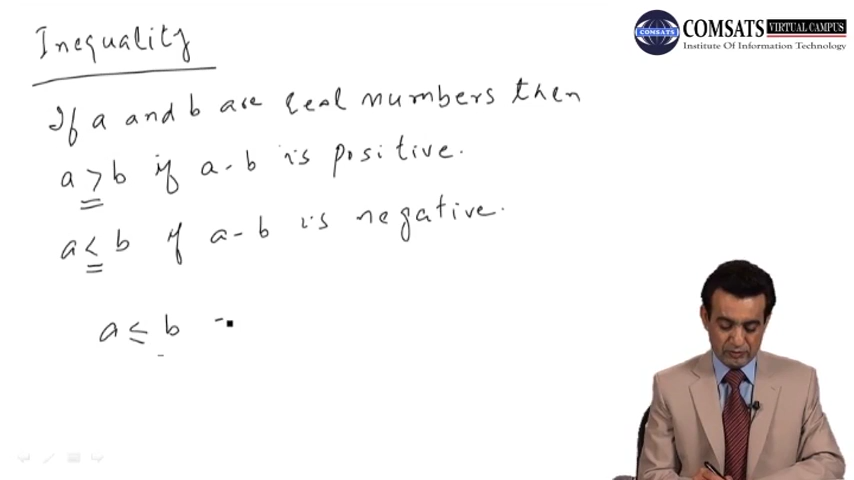 COMSATS VIRTUAL CAMPUS
Institute Of Information Technology
COMSATS
Inequality
If a and b are real numbers then
a > b if a - b is positive.
a < b if a - b is negative.
a ≤ b -